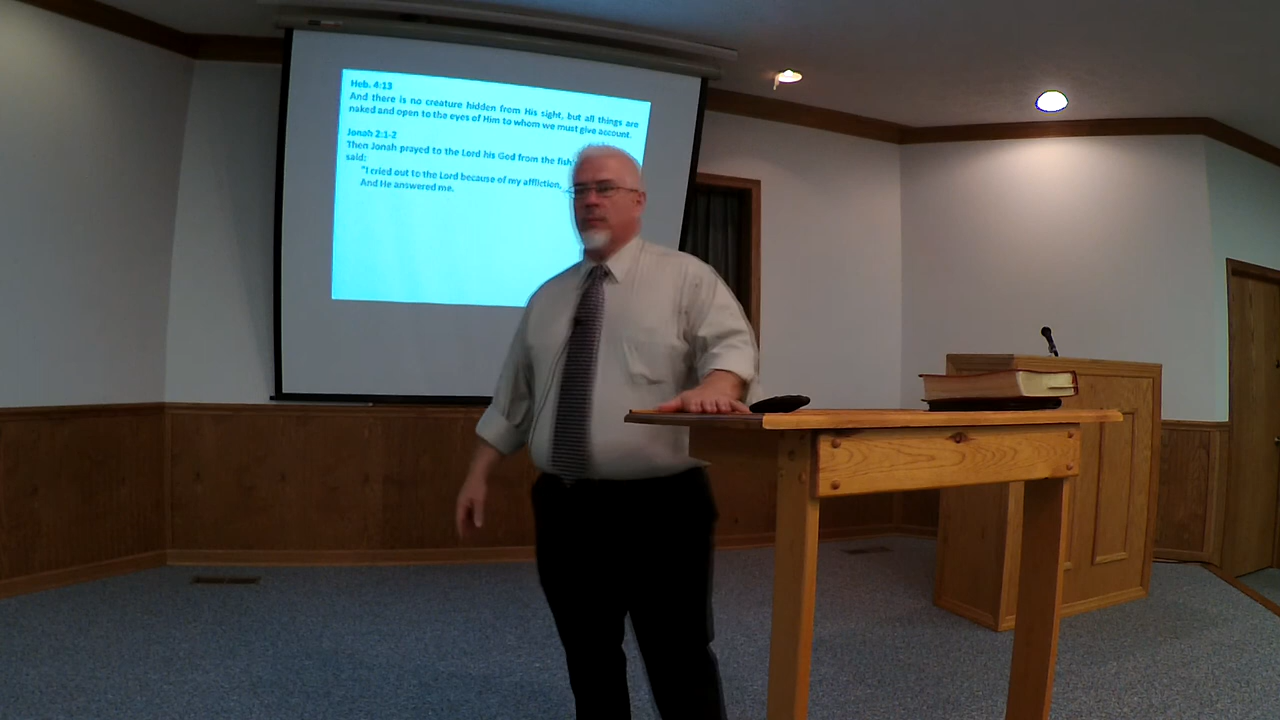 Heb. 4:13
And there is no creature hidden from His sight, but all things are
naked and open to the eyes of Him to whom we must give account.
Jonah 2:1-2
Then Jonah prayed to the Lord his God from the fish'
said:
"I cried out to the Lord because of my affliction,
And He answered me.